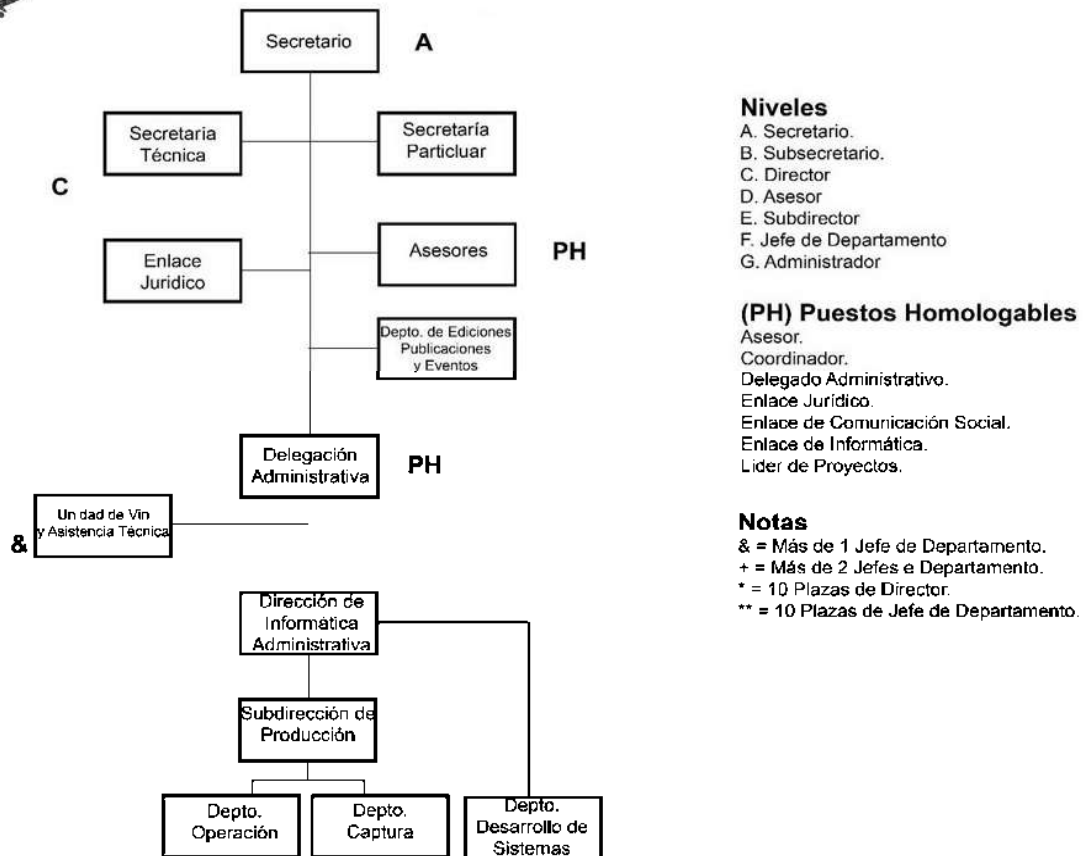 Secretario
A
Secretaria
Técnica
Secretaría
Particluar
C
Enlace
Juridico
Asesores
PH
Depto. de Ediciones
Publicaciones
y Eventos
Delegación
Administrativa
PH
Un dad de Vin
y Asistencia Técnica
&
Dirección de
Informática
Administrativa
Subdirección de
Producción
Depto.
Operación
Depto.
Captura
Depto.
Desarrollo de
Sistemas
Niveles
A. Secretario.
B. Subsecretario.
C. Director
D. Asesor
E. Subdirector
F. Jefe de Departamento
G. Administrador
(PH) Puestos Homologables
Asesor.
Coordinador.
Delegado Administrativo.
Enlace Jurídico.
Enlace de Comunicación Social.
Enlace de Informática.
Lider de Proyectos.
Notas
& = Más de 1 Jefe de Departamento.
+ = Más de 2 Jefes e Departamento.
* = 10 Plazas de Director.
** = 10 Plazas de Jefe de Departamento.